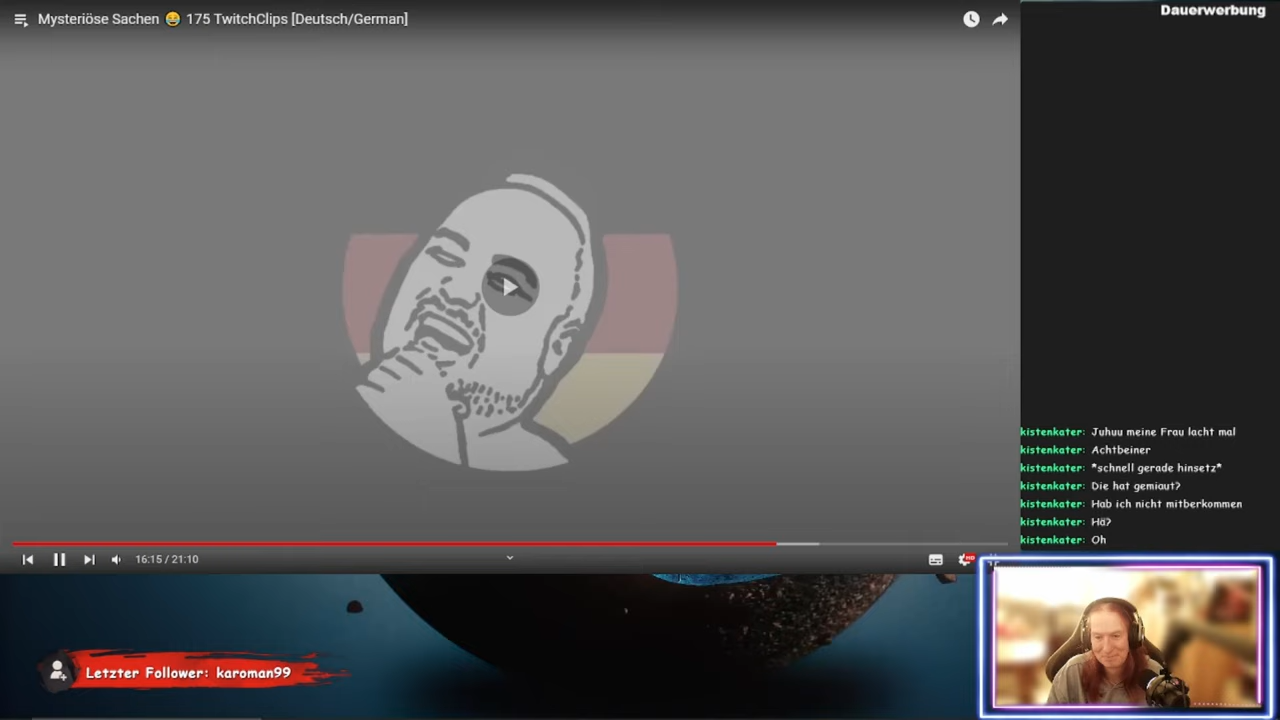 Mysteriöse Sachen 😂 175 TwitchClips [Deutsch/German]
Dauerwerbung
kistenkater: Juhuu meine Frau lacht mal
kistenkater: Achtbeiner
kistenkater: *schnell gerade hinsetz*
kistenkater: Die hat gemiaut?
kistenkater: Hab ich nicht mitberkommen
kistenkater: Hä?
kistenkater: Oh
16:15 / 21:10
HD
Letzter Follower: karoman99